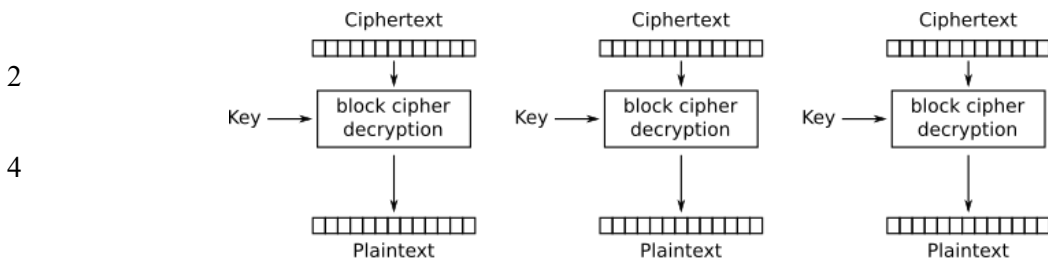 Ciphertext Ciphertext Ciphertext
2
Key block cipher decryption Key block cipher decryption Key block cipher decryption
4
Plaintext Plaintext Plaintext